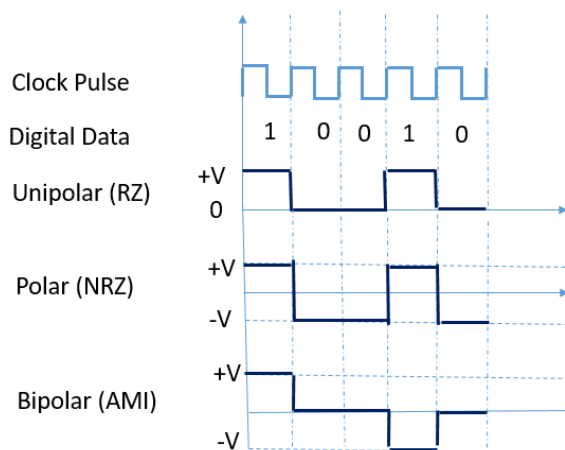 Clock Pulse
Digital Data 1 0 0 1 0
Unipolar (RZ) +V
0
Polar (NRZ) +V
-V
Bipolar (AMI) +V
-V